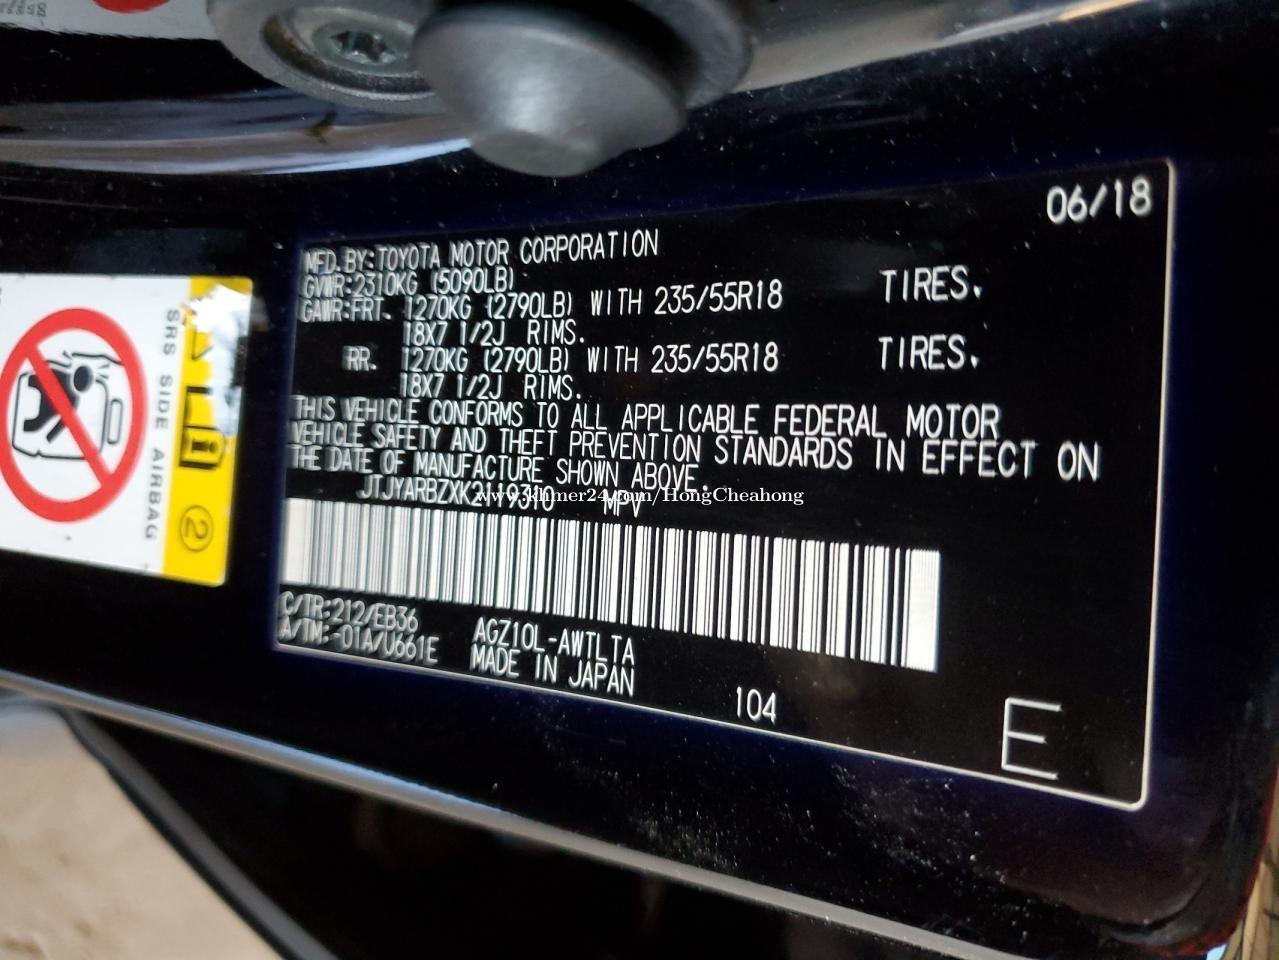 06/18
MFD. BY: TOYOTA MOTOR CORPORATION
GVWR: 2310KG (5090LB)
GAWR: FRT. 1270KG (2790LB) WITH 235/55R18 TIRES.
18X7 1/2J RIMS.
RR. 1270KG (2790LB) WITH 235/55R18 TIRES.
18X7 1/2J RIMS.
THIS VEHICLE CONFORMS TO ALL APPLICABLE FEDERAL MOTOR
VEHICLE SAFETY AND THEFT PREVENTION STANDARDS IN EFFECT ON
THE DATE OF MANUFACTURE SHOWN ABOVE.
JTJYARBZXK2119310 MPV
www.khmer24.com/HongCheahong
C/TR: 212/EB36 AGZ10L-AWTLTA
A/TM: -01A/U661E MADE IN JAPAN
104
E
SRS SIDE AIRBAG
2